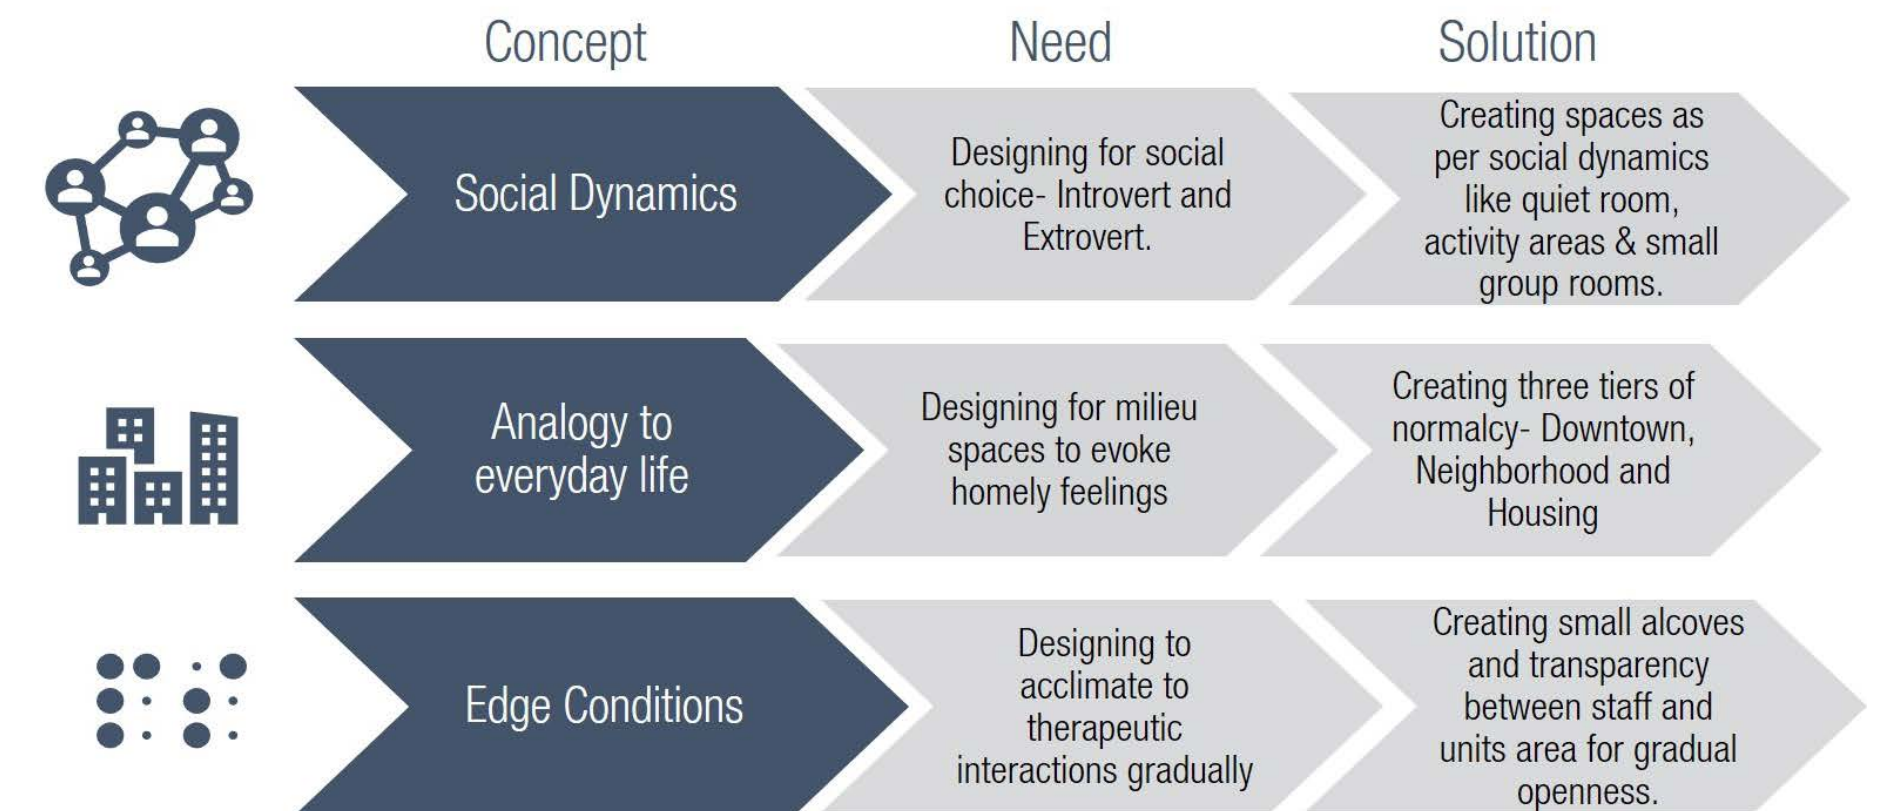 Concept
Need
Solution
Social Dynamics
Designing for social
choice- Introvert and
Extrovert.
Creating spaces as
per social dynamics
like quiet room,
activity areas & small
group rooms.
Analogy to
everyday life
Designing for milieu
spaces to evoke
homely feelings
Creating three tiers of
normalcy- Downtown,
Neighborhood and
Housing
Edge Conditions
Designing to
acclimate to
therapeutic
interactions gradually
Creating small alcoves
and transparency
between staff and
units area for gradual
openness.